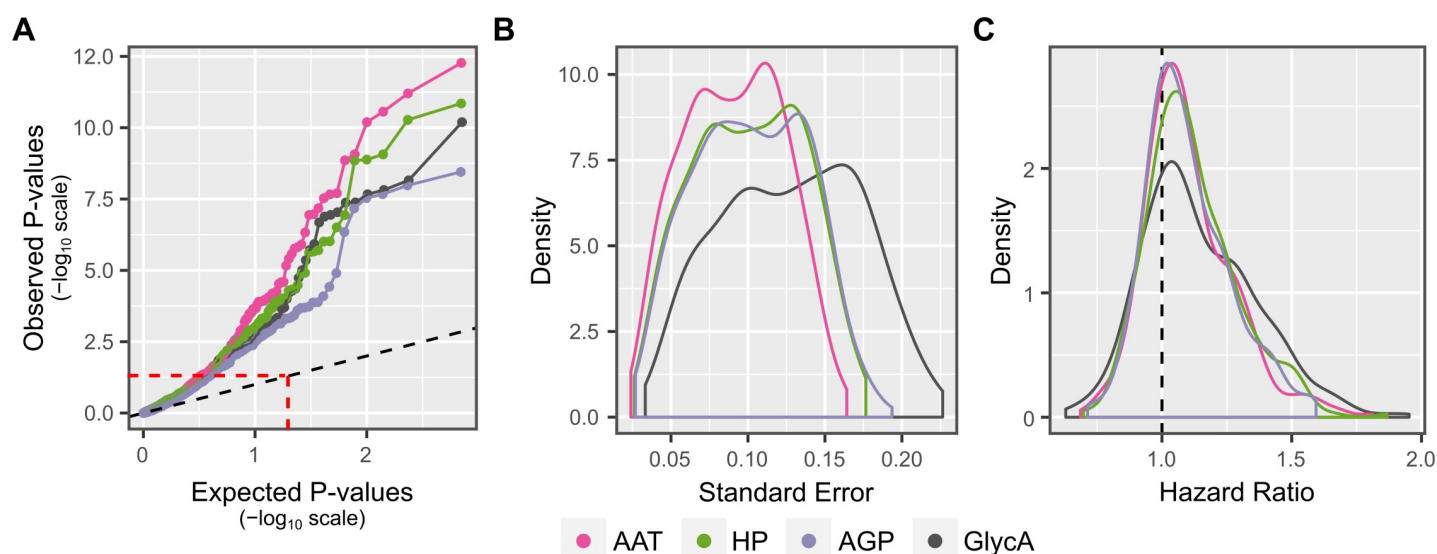 A
Observed P-values
(−log₁₀ scale)
12.0
10.0
7.5
5.0
2.5
0.0
0
1
2
Expected P-values
(−log₁₀ scale)
B
Density
10.0
7.5
5.0
2.5
0.0
0.05
0.10
0.15
0.20
Standard Error
C
Density
2
1
0
1.0
1.5
2.0
Hazard Ratio
AAT
HP
AGP
GlycA